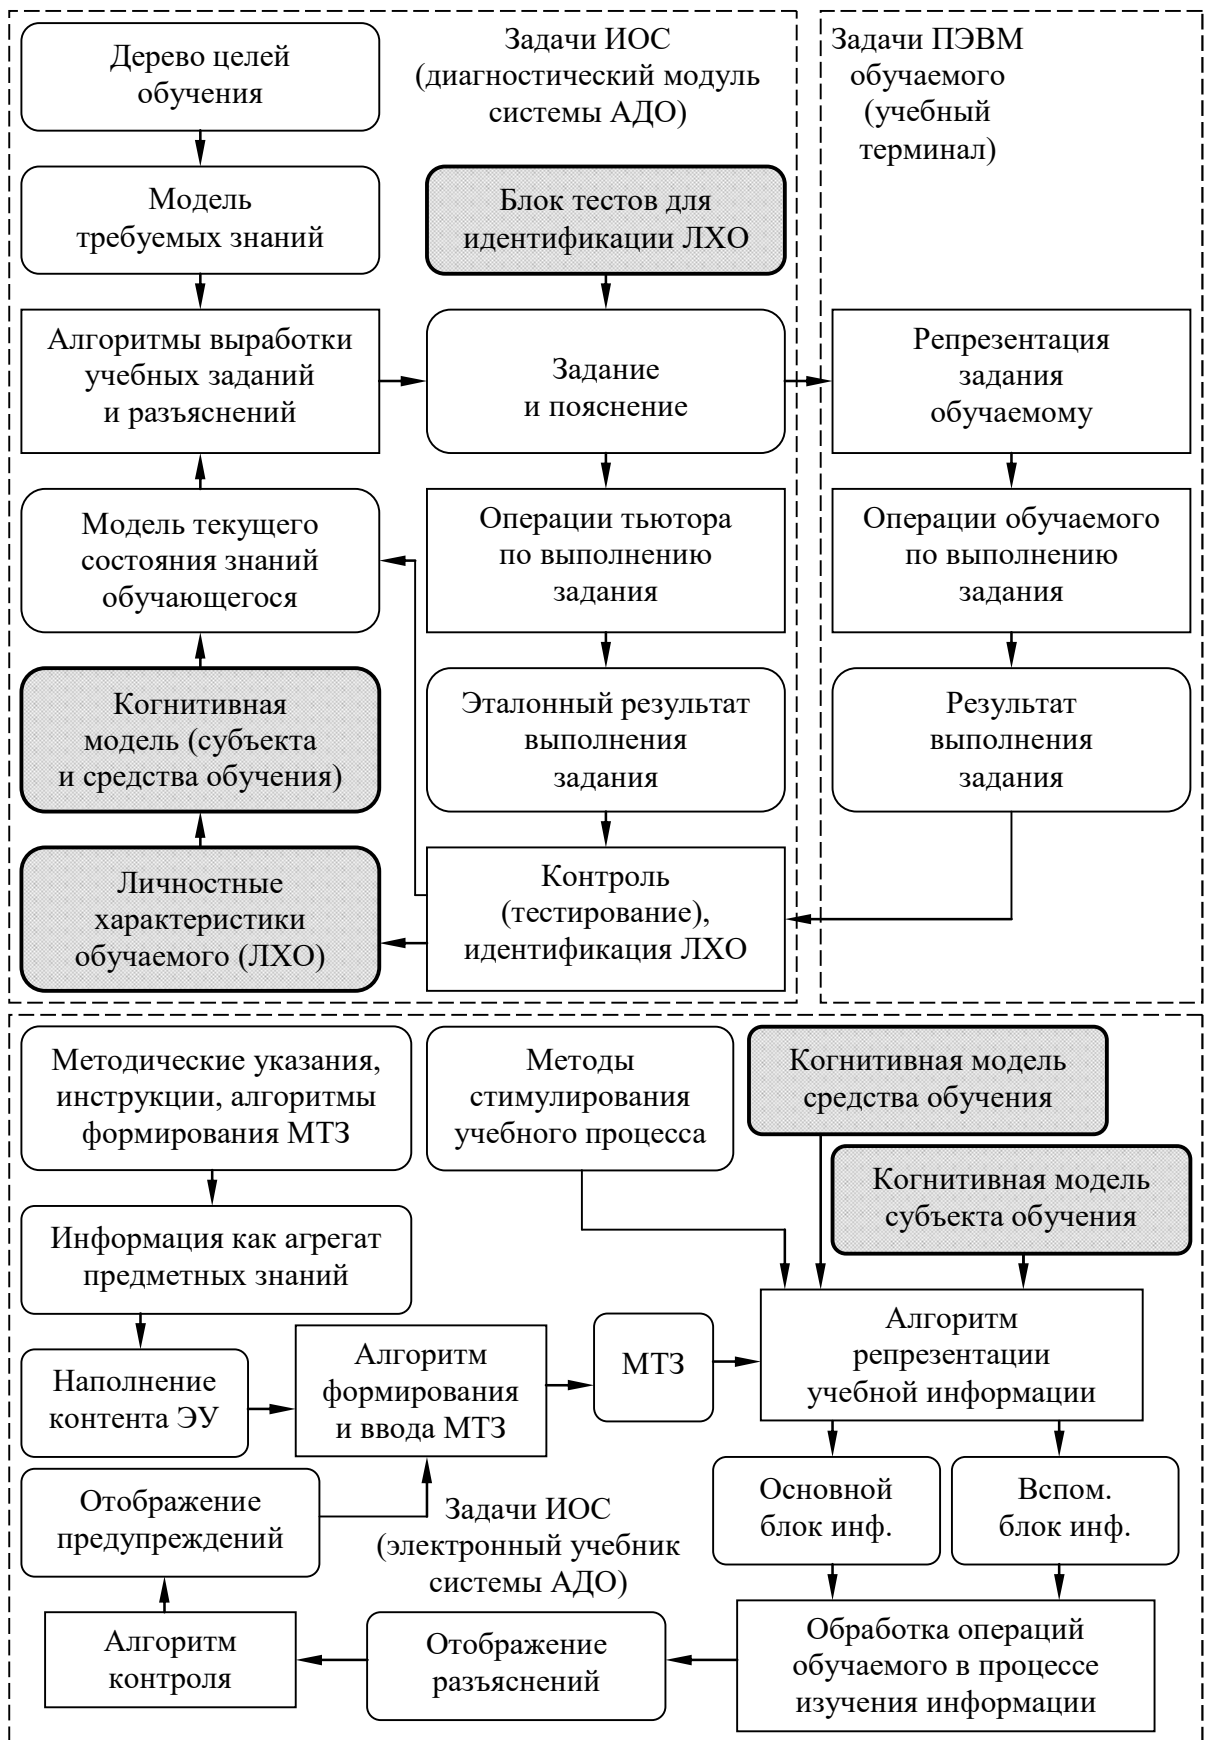 Дерево целей
обучения
Задачи ИОС
(диагностический модуль
системы АДО)
Задачи ПЭВМ
обучаемого
(учебный
терминал)
Модель
требуемых знаний
Блок тестов для
идентификации ЛХО
Алгоритмы выработки
учебных заданий
и разъяснений
Задание
и пояснение
Репрезентация
задания
обучаемому
Модель текущего
состояния знаний
обучающегося
Операции тьютора
по выполнению
задания
Операции обучаемого
по выполнению
задания
Когнитивная
модель (субъекта
и средства обучения)
Эталонный результат
выполнения
задания
Результат
выполнения
задания
Личностные
характеристики
обучаемого (ЛХО)
Контроль
(тестирование),
идентификация ЛХО
Методические указания,
инструкции, алгоритмы
формирования МТЗ
Методы
стимулирования
учебного процесса
Когнитивная модель
средства обучения
Когнитивная модель
субъекта обучения
Информация как агрегат
предметных знаний
Наполнение
контента ЭУ
Алгоритм
формирования
и ввода МТЗ
МТЗ
Алгоритм
репрезентации
учебной информации
Отображение
предупреждений
Задачи ИОС
(электронный учебник
системы АДО)
Основной
блок инф.
Вспом.
блок инф.
Алгоритм
контроля
Отображение
разъяснений
Обработка операций
обучаемого в процессе
изучения информации